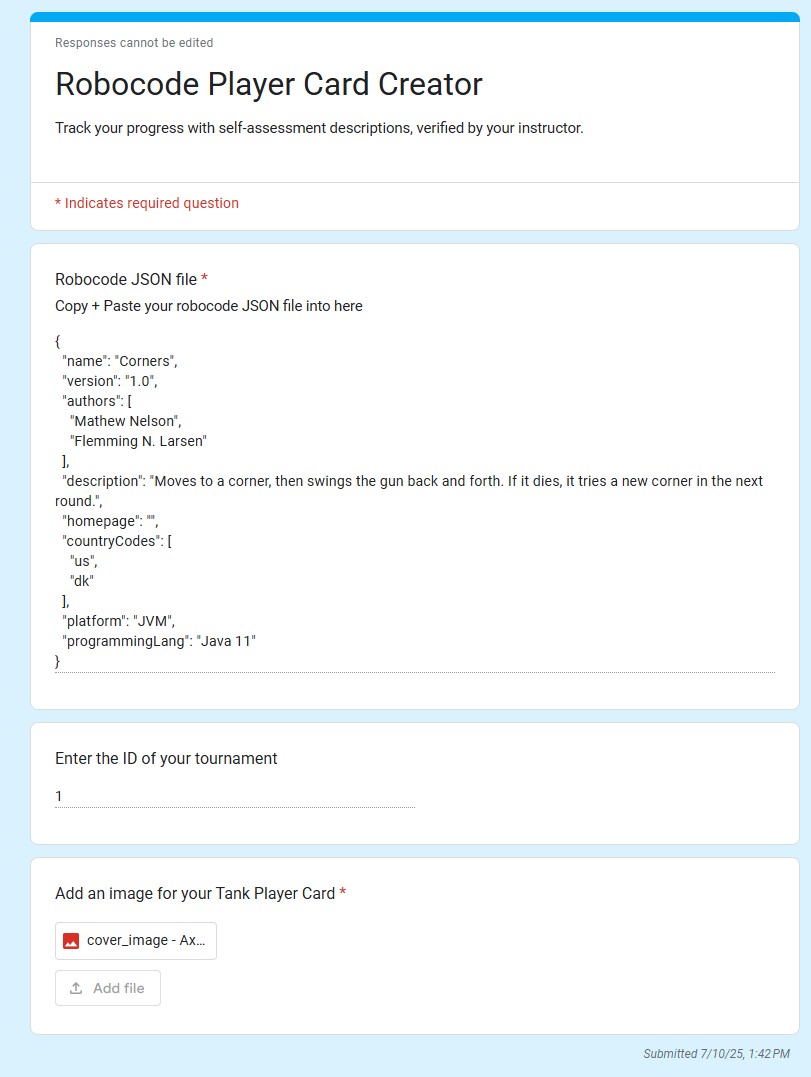 Responses cannot be edited
Robocode Player Card Creator
Track your progress with self-assessment descriptions, verified by your instructor.
* Indicates required question
Robocode JSON file *
Copy + Paste your robocode JSON file into here
{
"name": "Corners",
"version": "1.0",
"authors": [
"Mathew Nelson",
"Flemming N. Larsen"
],
"description": "Moves to a corner, then swings the gun back and forth. If it dies, it tries a new corner in the next
round.",
"homepage": "",
"countryCodes": [
"us",
"dk"
],
"platform": "JVM",
"programmingLang": "Java 11"
}
Enter the ID of your tournament
1
Add an image for your Tank Player Card *
cover_image - Ax...
Add file
Submitted 7/10/25, 1:42 PM